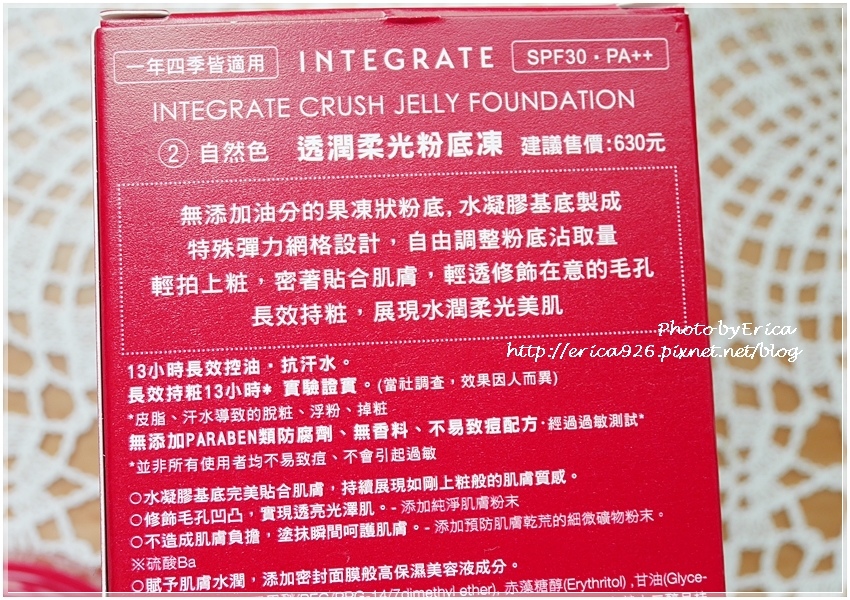 一年四季皆適用 INTEGRATE SPF30・PA++
INTEGRATE CRUSH JELLY FOUNDATION
② 自然色 透潤柔光粉底凍 建議售價:630元
無添加油分的果凍狀粉底,水凝膠基底製成
特殊彈力網格設計，自由調整粉底沾取量
輕拍上粧，密著貼合肌膚，輕透修飾在意的毛孔
長效持粧，展現水潤柔光美肌
Photo by Erica
http://erica926.pixnet.net/blog
13小時長效控油・抗汗水。
長效持粧13小時* 實驗證實。(當社調查，效果因人而異)
*皮脂、汗水導致的脫粧、浮粉、掉粧
無添加PARABEN類防腐劑、無香料、不易致痘配方·經過過敏測試*
*並非所有使用者均不易致痘、不會引起過敏
○水凝膠基底完美貼合肌膚，持續展現如剛上粧般的肌膚質感。
○修飾毛孔凹凸，實現透亮光澤肌。- 添加純淨肌膚粉末
○不造成肌膚負擔，塗抹瞬間呵護肌膚。- 添加預防肌膚乾荒的細微礦物粉末。
※硫酸Ba
○賦予肌膚水潤，添加密封面膜般高保濕美容液成分。
(PEG/PPG-14/7dimethyl ether), 赤藻糖醇(Erythritol) ,甘油(Glyce-